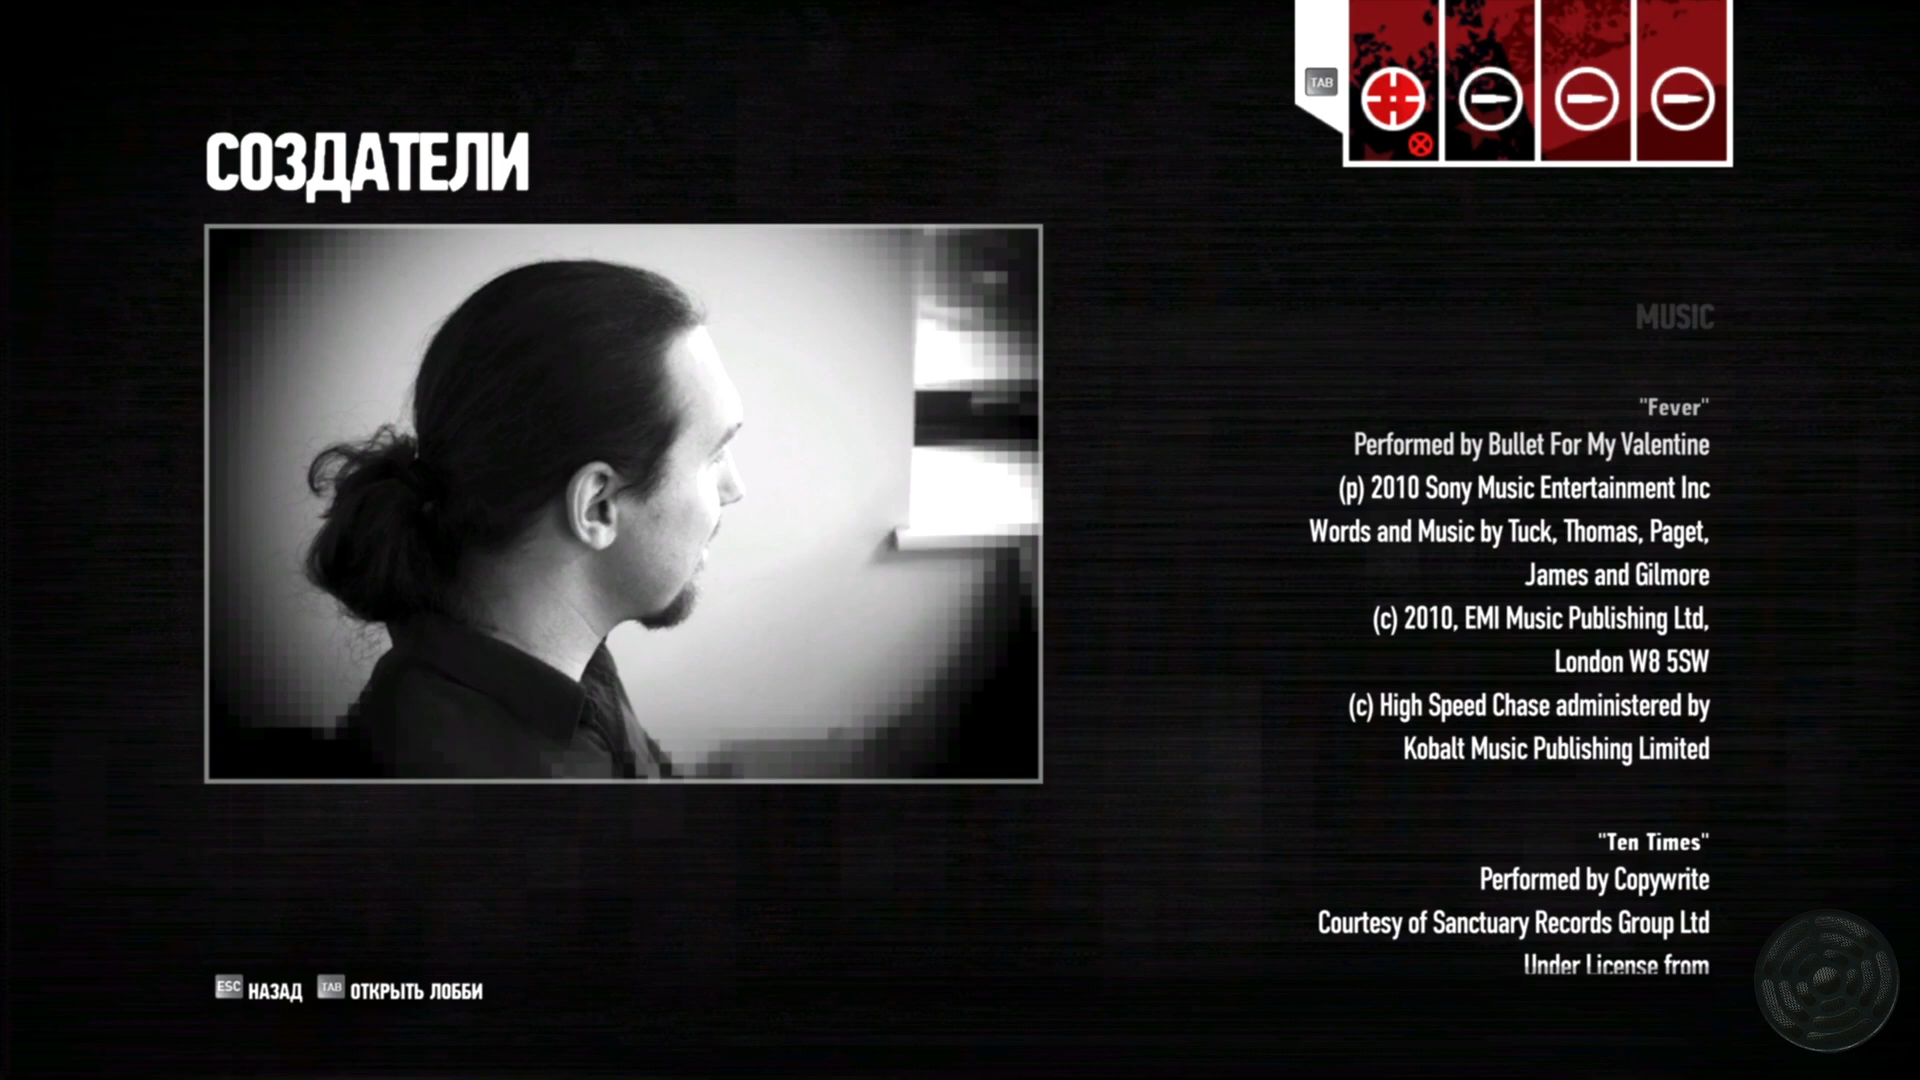 TAB
СОЗДАТЕЛИ
MUSIC
"Fever"
Performed by Bullet For My Valentine
(p) 2010 Sony Music Entertainment Inc
Words and Music by Tuck, Thomas, Paget,
James and Gilmore
(c) 2010, EMI Music Publishing Ltd,
London W8 5SW
(c) High Speed Chase administered by
Kobalt Music Publishing Limited
"Ten Times"
Performed by Copywrite
Courtesy of Sanctuary Records Group Ltd
Under License from
ESC НАЗАД TAB ОТКРЫТЬ ЛОББИ